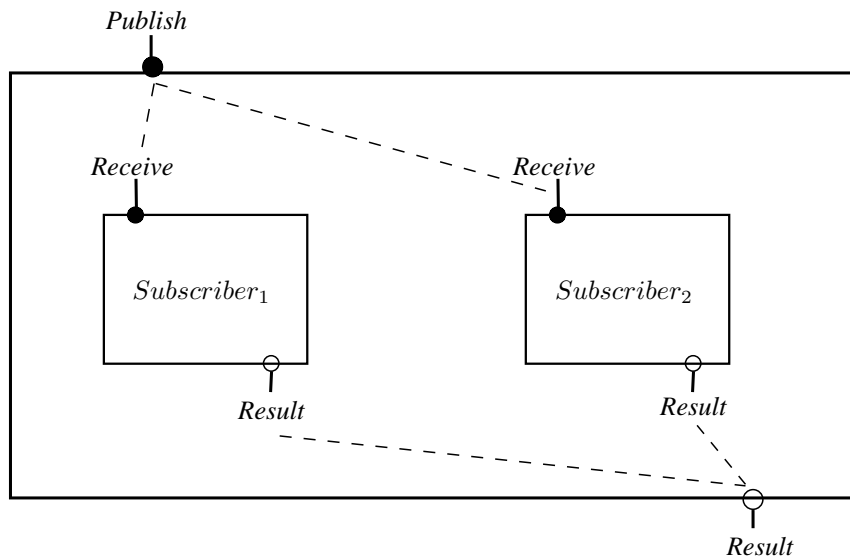 Publish
Receive
Receive
Subscriber₁
Subscriber₂
Result
Result
Result